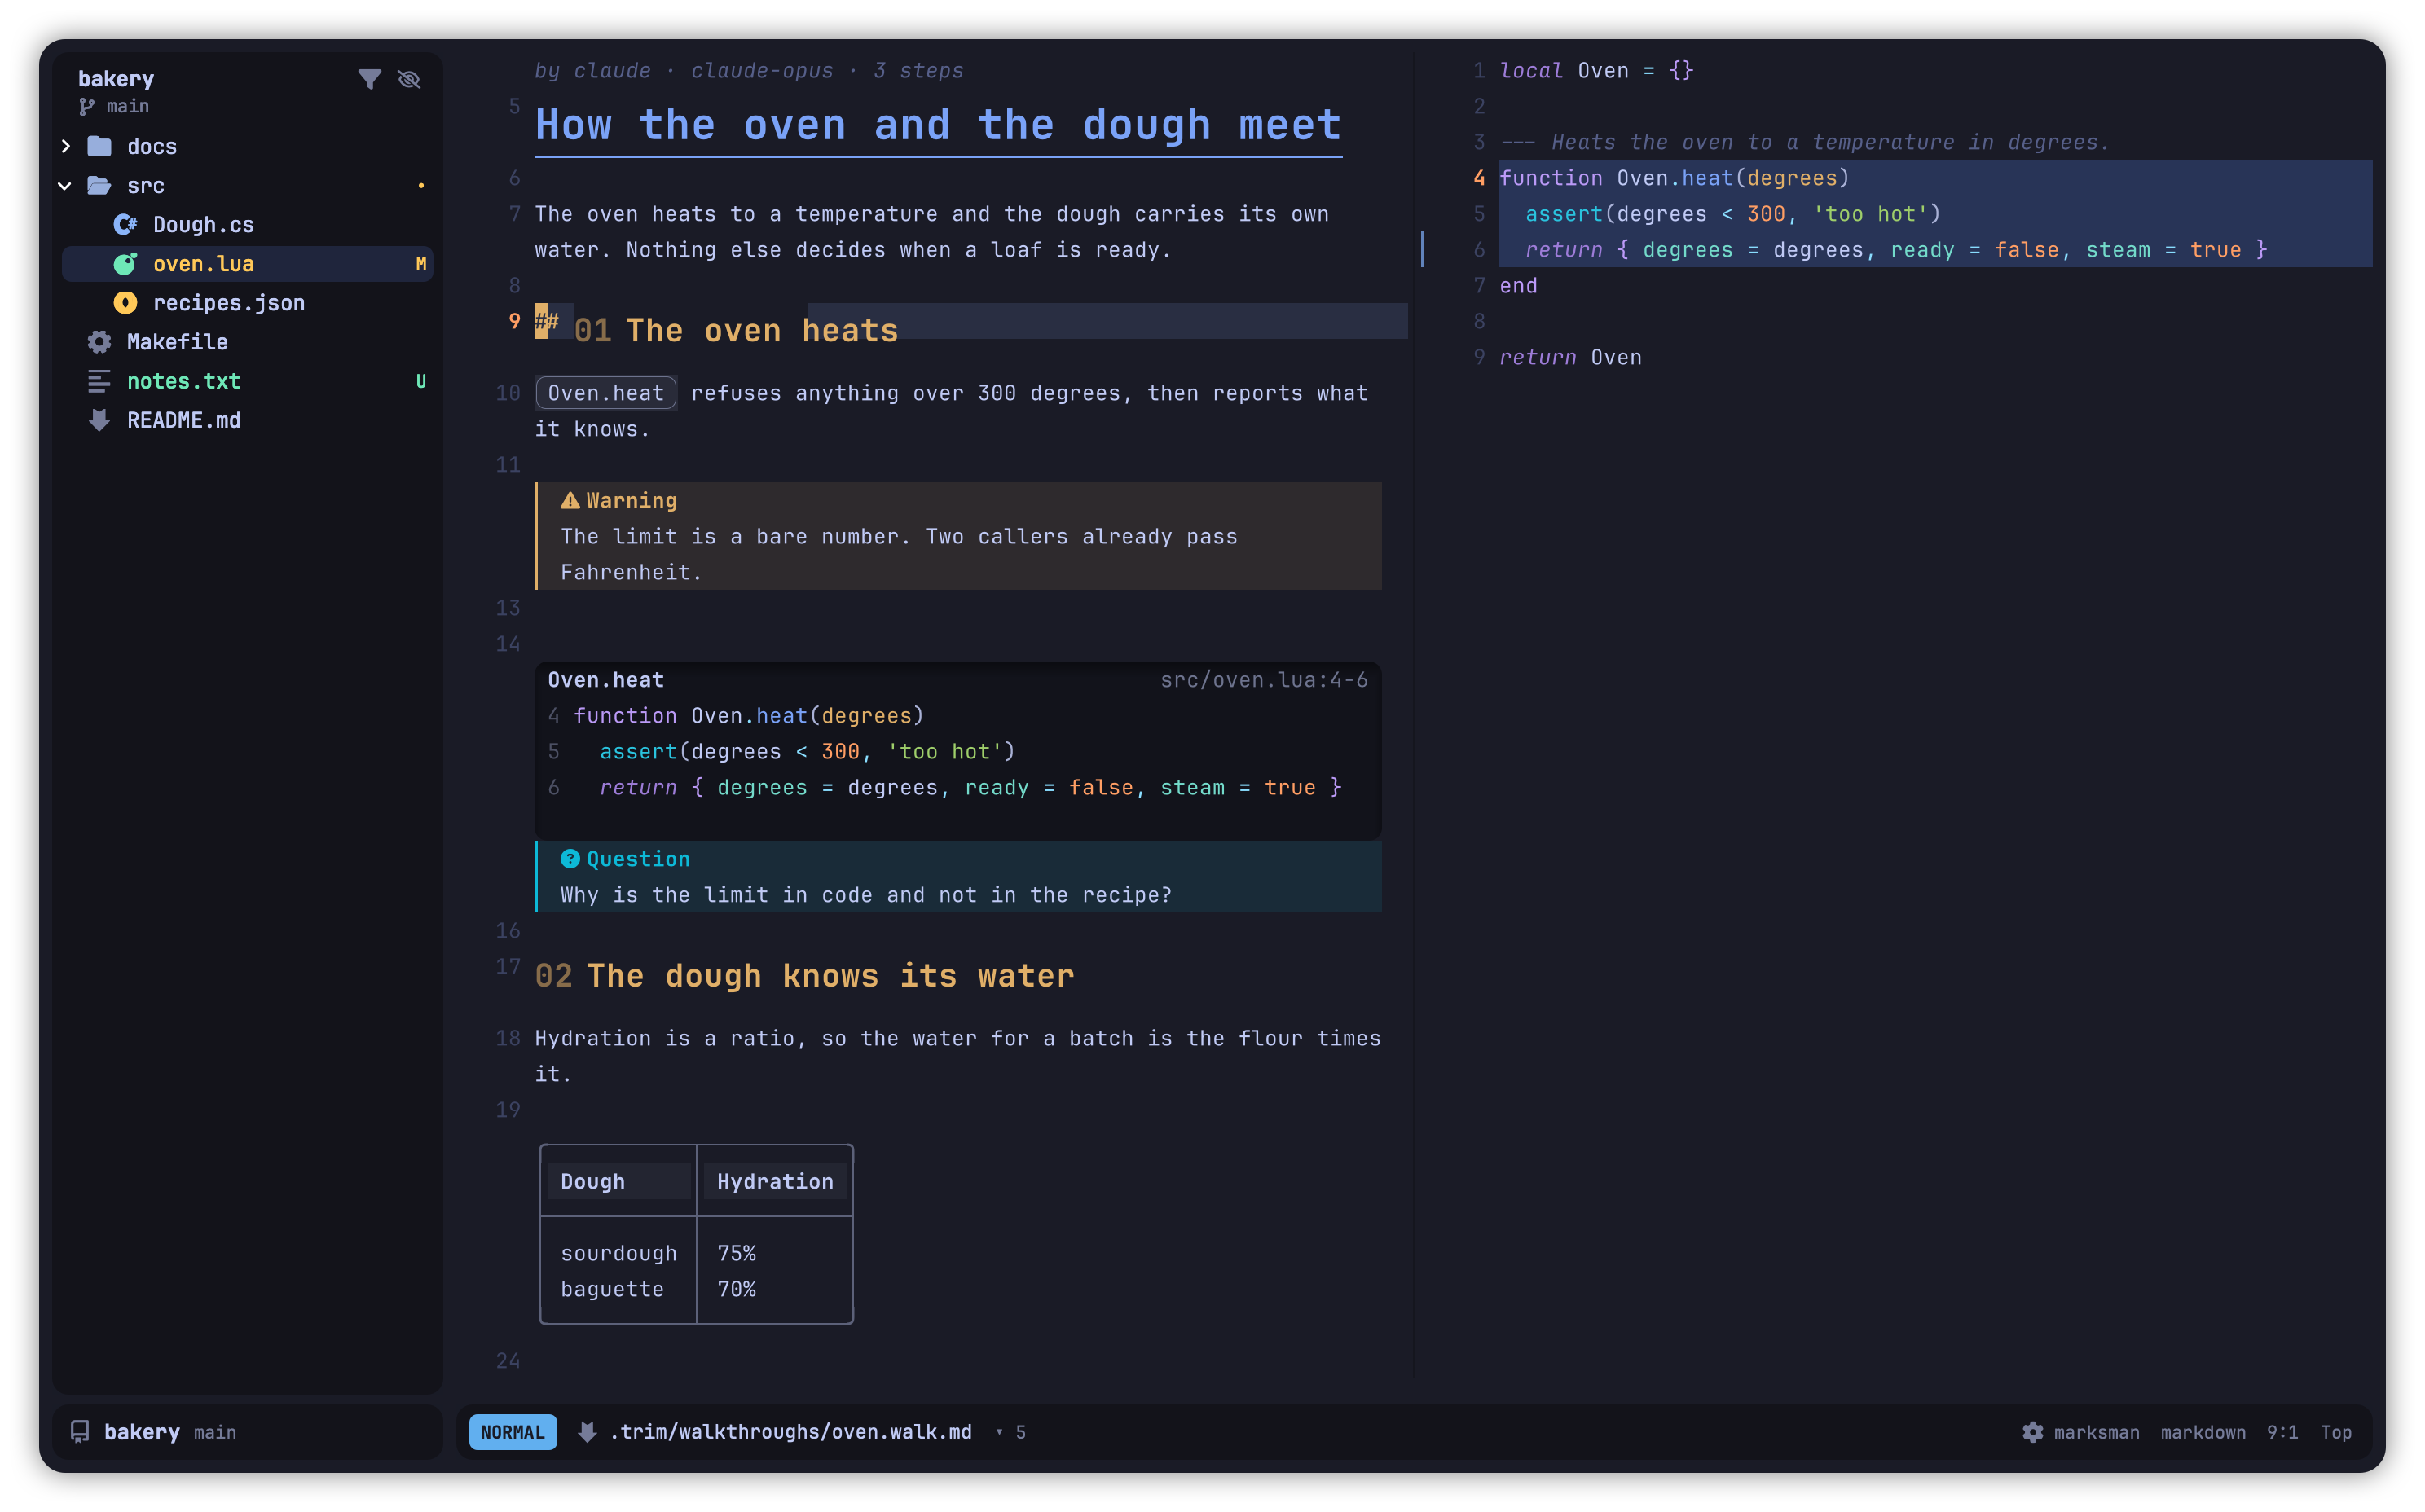 bakery
main
docs
src
Dough.cs
oven.lua M
recipes.json
Makefile
notes.txt U
README.md
by claude · claude-opus · 3 steps
5 How the oven and the dough meet
6
7 The oven heats to a temperature and the dough carries its own
water. Nothing else decides when a loaf is ready.
8
9 ## 01 The oven heats
10 Oven.heat refuses anything over 300 degrees, then reports what
it knows.
11
Warning
The limit is a bare number. Two callers already pass
Fahrenheit.
13
14
Oven.heat src/oven.lua:4-6
4 function Oven.heat(degrees)
5 assert(degrees < 300, 'too hot')
6 return { degrees = degrees, ready = false, steam = true }
Question
Why is the limit in code and not in the recipe?
16
17 02 The dough knows its water
18 Hydration is a ratio, so the water for a batch is the flour times
it.
19
Dough Hydration
sourdough 75%
baguette 70%
24
1 local Oven = {}
2
3 --- Heats the oven to a temperature in degrees.
4 function Oven.heat(degrees)
5 assert(degrees < 300, 'too hot')
6 return { degrees = degrees, ready = false, steam = true }
7 end
8
9 return Oven
bakery main
NORMAL .trim/walkthroughs/oven.walk.md ▾ 5 marksman markdown 9:1 Top